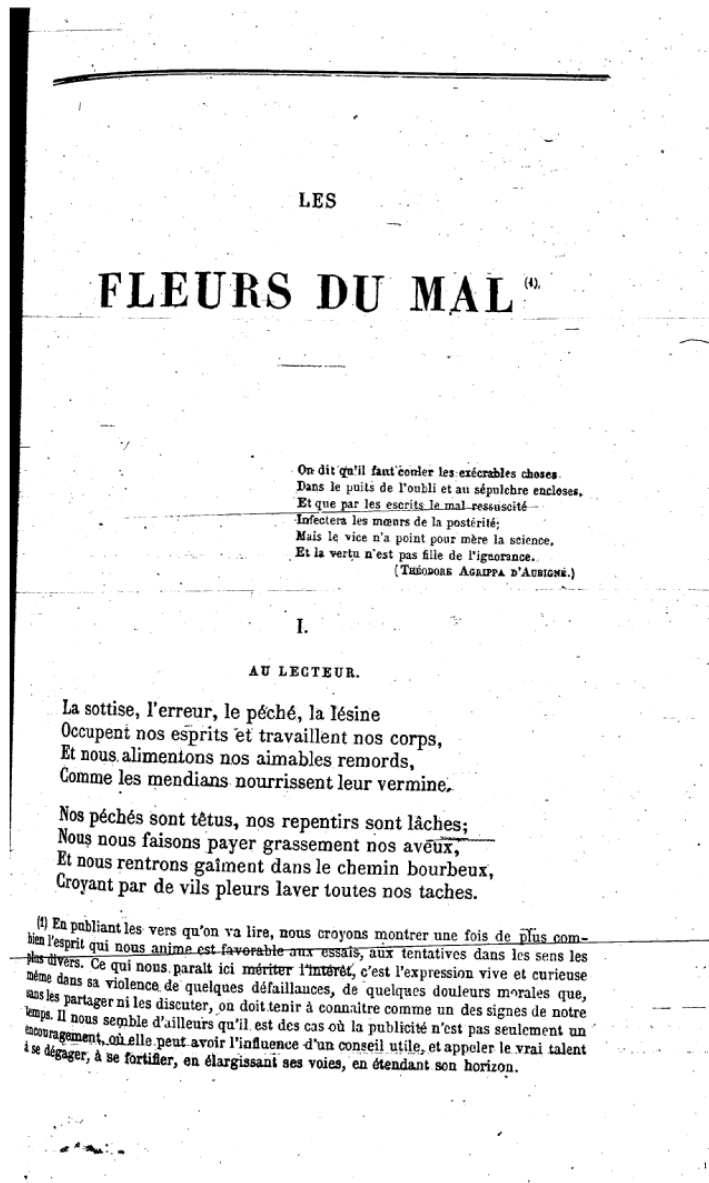 LES
FLEURS DU MAL (1).
On dit qu'il faut couler les exécrables choses
Dans le puits de l'oubli et au sépulchre encloses,
Et que par les escrits le mal ressuscité
Infectera les mœurs de la postérité;
Mais le vice n'a point pour mère la science,
Et la vertu n'est pas fille de l'ignorance.
(THÉODORE AGRIPPA D'AUBIGNÉ.)
I.
AU LECTEUR.
La sottise, l'erreur, le péché, la lésine
Occupent nos esprits et travaillent nos corps,
Et nous alimentons nos aimables remords,
Comme les mendians nourrissent leur vermine.
Nos péchés sont têtus, nos repentirs sont lâches;
Nous nous faisons payer grassement nos aveux,
Et nous rentrons gaîment dans le chemin bourbeux,
Croyant par de vils pleurs laver toutes nos taches.
(1) En publiant les vers qu'on va lire, nous croyons montrer une fois de plus com-
bien l'esprit qui nous anime est favorable aux essais, aux tentatives dans les sens les
plus divers. Ce qui nous paraît ici mériter l'intérêt, c'est l'expression vive et curieuse
même dans sa violence de quelques défaillances, de quelques douleurs morales que,
sans les partager ni les discuter, on doit tenir à connaître comme un des signes de notre
temps. Il nous semble d'ailleurs qu'il est des cas où la publicité n'est pas seulement un
encouragement, où elle peut avoir l'influence d'un conseil utile, et appeler le vrai talent
à se dégager, à se fortifier, en élargissant ses voies, en étendant son horizon.